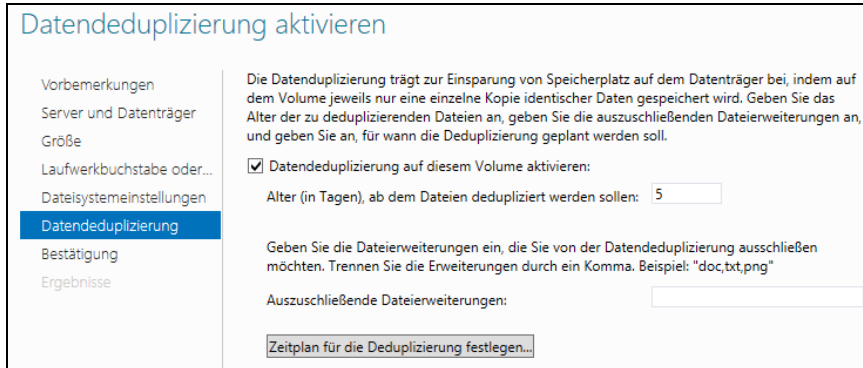 Datendeduplizierung aktivieren
Vorbemerkungen
Server und Datenträger
Größe
Laufwerkbuchstabe oder...
Dateisystemeinstellungen
Datendeduplizierung
Bestätigung
Ergebnisse
Die Datenduplizierung trägt zur Einsparung von Speicherplatz auf dem Datenträger bei, indem auf
dem Volume jeweils nur eine einzelne Kopie identischer Daten gespeichert wird. Geben Sie das
Alter der zu deduplizierenden Dateien an, geben Sie die auszuschließenden Dateierweiterungen an,
und geben Sie an, für wann die Deduplizierung geplant werden soll.
Datendeduplizierung auf diesem Volume aktivieren:
Alter (in Tagen), ab dem Dateien dedupliziert werden sollen: 5
Geben Sie die Dateierweiterungen ein, die Sie von der Datendeduplizierung ausschließen
möchten. Trennen Sie die Erweiterungen durch ein Komma. Beispiel: "doc,txt,png"
Auszuschließende Dateierweiterungen:
Zeitplan für die Deduplizierung festlegen...